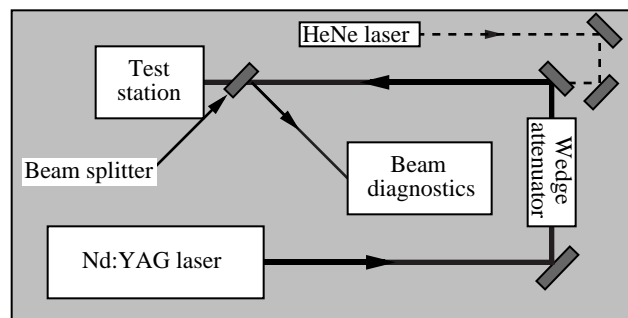 HeNe laser
Test
station
Wedge
attenuator
Beam splitter
Beam
diagnostics
Nd:YAG laser